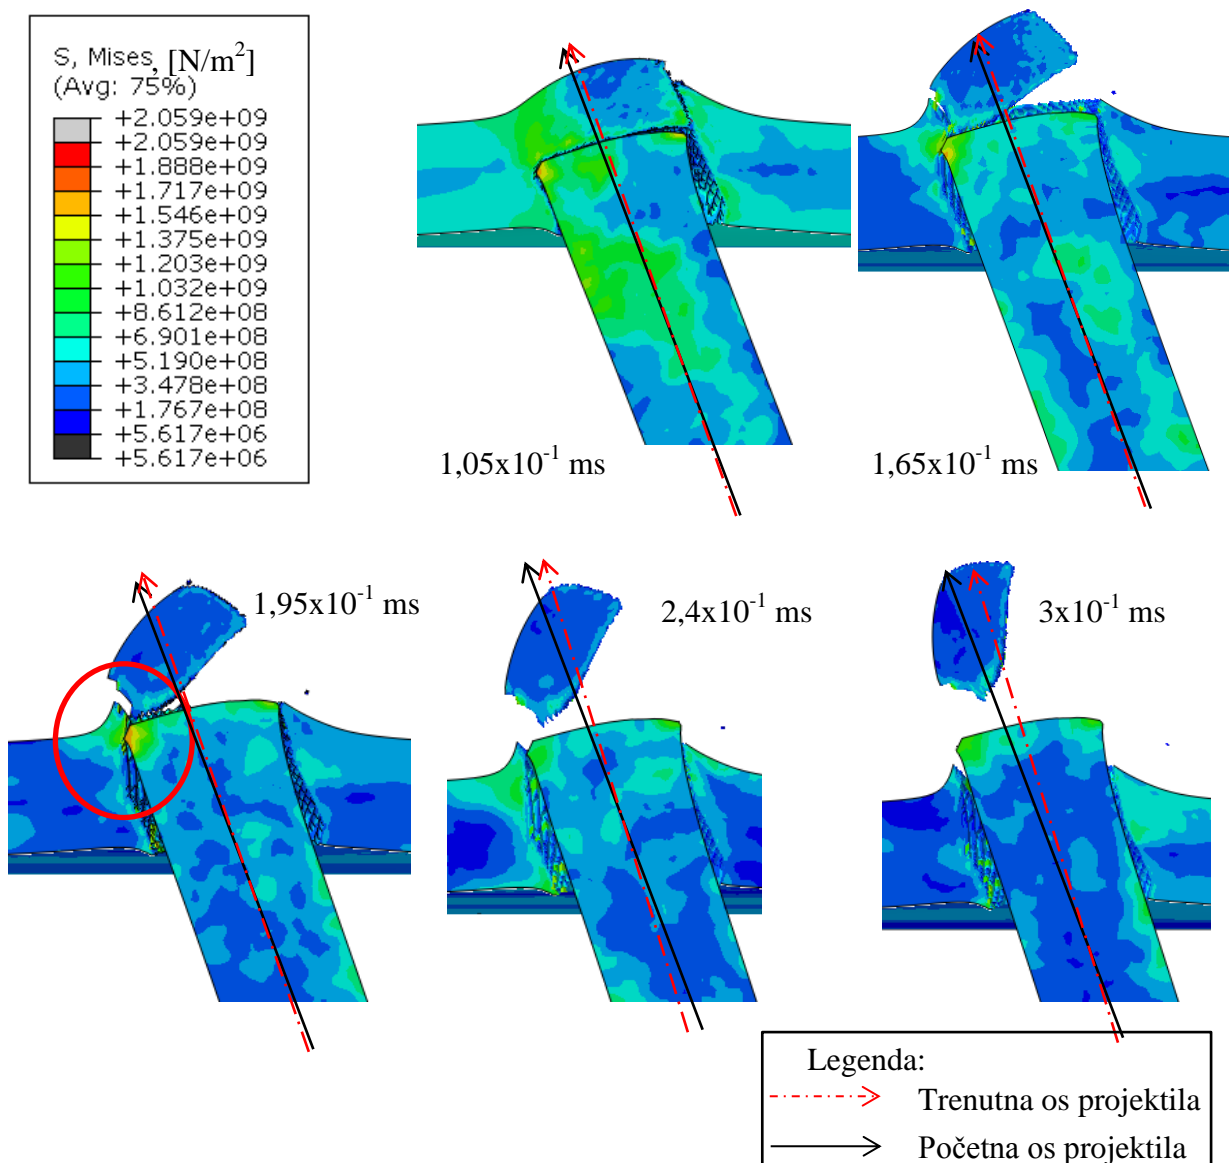 S, Mises, [N/m²]
(Avg: 75%)
+2.059e+09
+2.059e+09
+1.888e+09
+1.717e+09
+1.546e+09
+1.375e+09
+1.203e+09
+1.032e+09
+8.612e+08
+6.901e+08
+5.190e+08
+3.478e+08
+1.767e+08
+5.617e+06
+5.617e+06
1,05x10⁻¹ ms
1,65x10⁻¹ ms
1,95x10⁻¹ ms
2,4x10⁻¹ ms
3x10⁻¹ ms
Legenda:
Trenutna os projektila
Početna os projektila